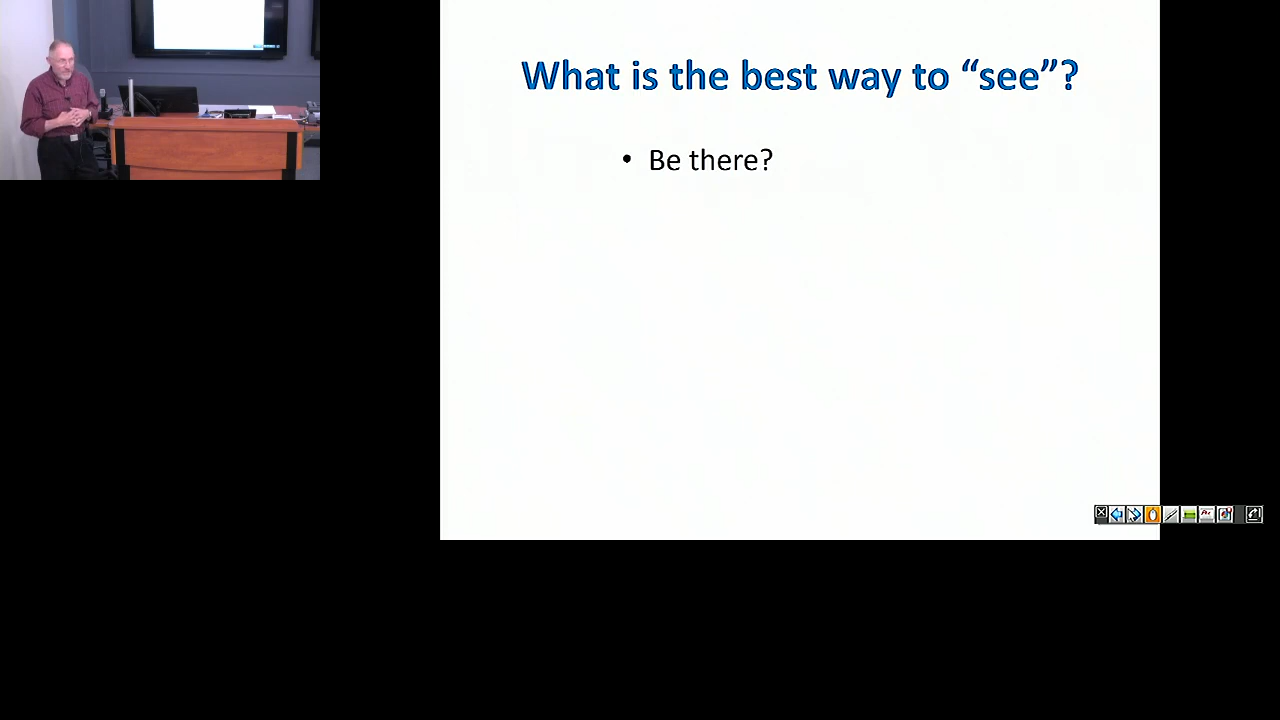 What is the best way to “see”?
• Be there?